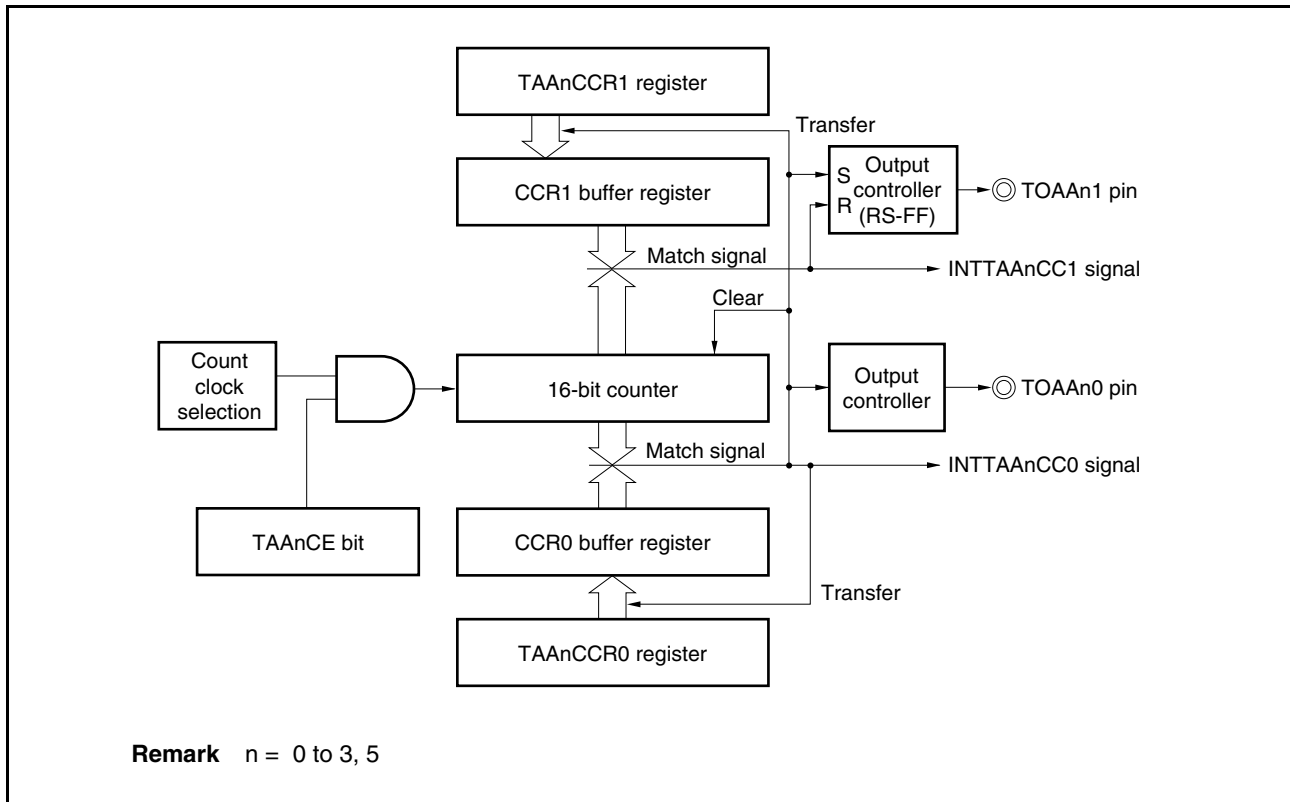 TAAnCCR1 register
Transfer
CCR1 buffer register
S
R
Output
controller
(RS-FF)
TOAAn1 pin
Match signal
INTTAAnCC1 signal
Clear
Count
clock
selection
16-bit counter
Output
controller
TOAAn0 pin
Match signal
INTTAAnCC0 signal
TAAnCE bit
CCR0 buffer register
Transfer
TAAnCCR0 register
Remark n = 0 to 3, 5